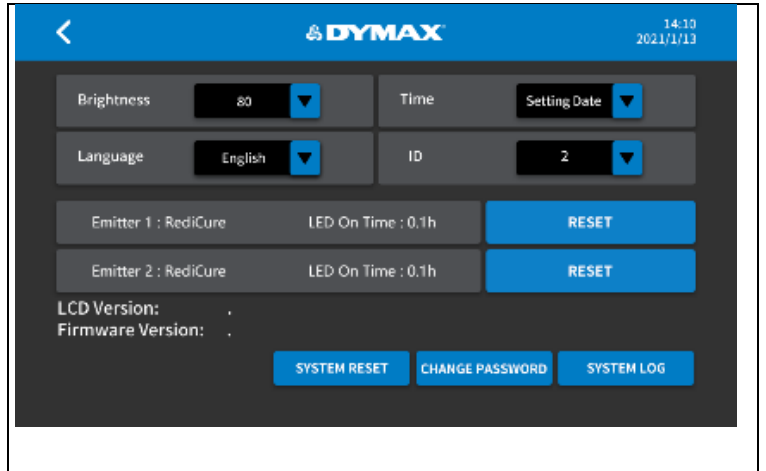 DYMAX
14:10
2021/1/13
Brightness 80 Time Setting Date
Language English ID 2
Emitter 1 : RediCure LED On Time : 0.1h RESET
Emitter 2 : RediCure LED On Time : 0.1h RESET
LCD Version: .
Firmware Version: .
SYSTEM RESET CHANGE PASSWORD SYSTEM LOG